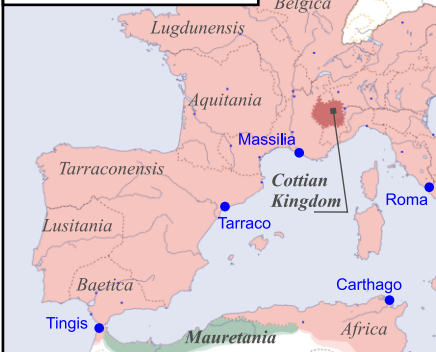 Belgica
Lugdunensis
Aquitania
Massilia
Tarraconensis
Cottian
Kingdom
Roma
Tarraco
Lusitania
Baetica
Carthago
Tingis
Mauretania
Africa